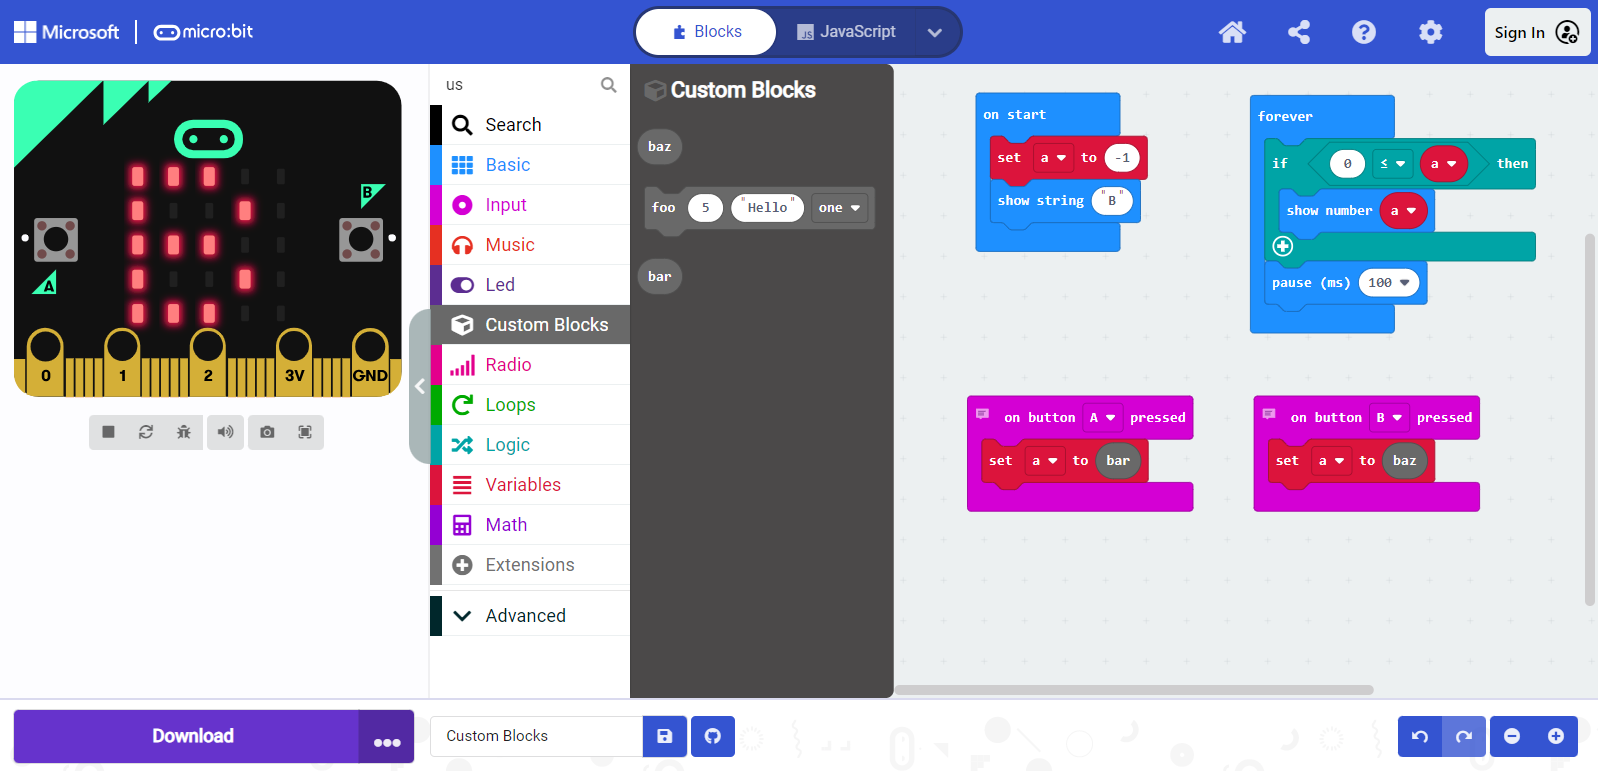 Microsoft micro:bit Blocks JavaScript Sign In
us
Search
Basic
Input
Music
Led
Custom Blocks
Radio
Loops
Logic
Variables
Math
Extensions
Advanced
Custom Blocks
baz
foo 5 "Hello" one
bar
on start
set a to -1
show string "B"
forever
if 0 ≤ a then
show number a
pause (ms) 100
on button A pressed
set a to bar
on button B pressed
set a to baz
B
A
0 1 2 3V GND
Download
Custom Blocks